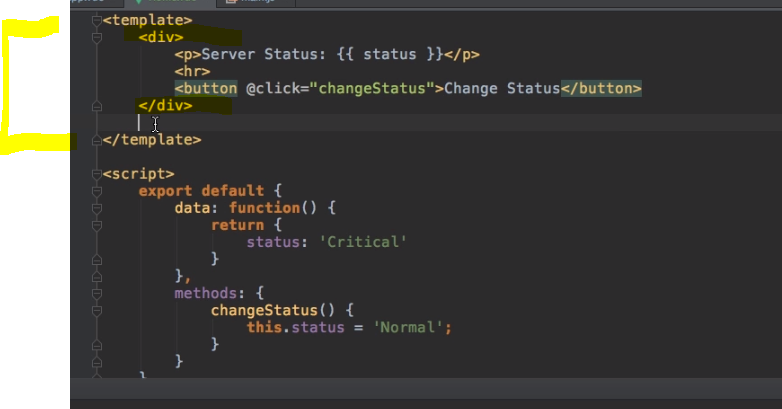 <template>
<div>
<p>Server Status: {{ status }}</p>
<hr>
<button @click="changeStatus">Change Status</button>
</div>
</template>
<script>
export default {
data: function() {
return {
status: 'Critical'
}
},
methods: {
changeStatus() {
this.status = 'Normal';
}
}
}